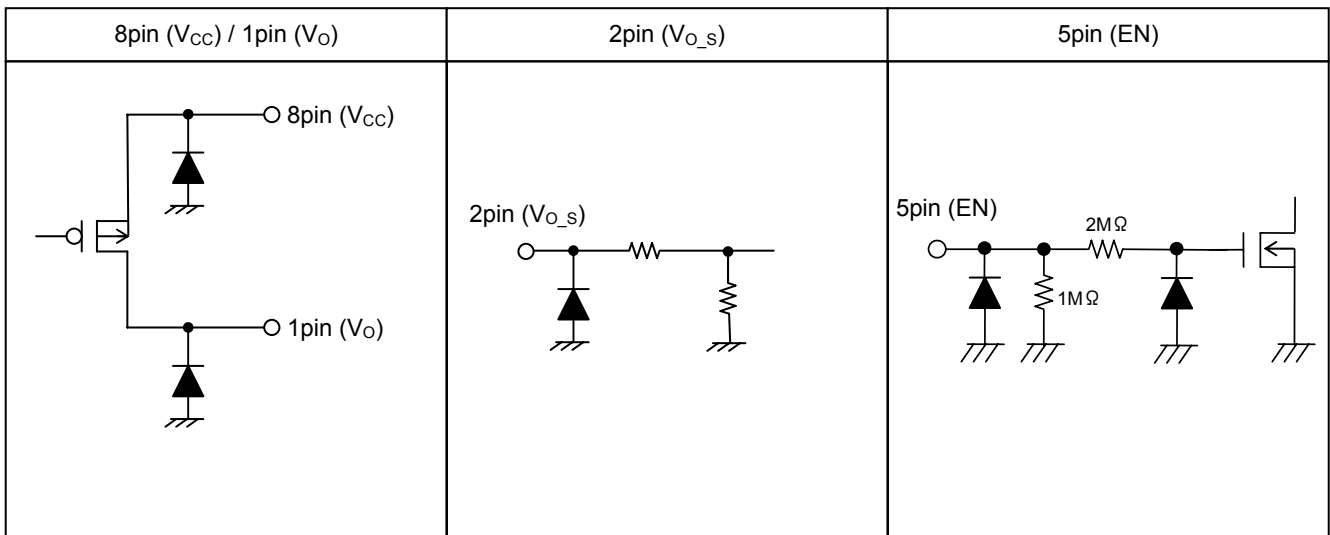 8pin (VCC) / 1pin (VO)
2pin (VO_S)
5pin (EN)
8pin (VCC)
1pin (VO)
2pin (VO_S)
5pin (EN)
2MΩ
1MΩ